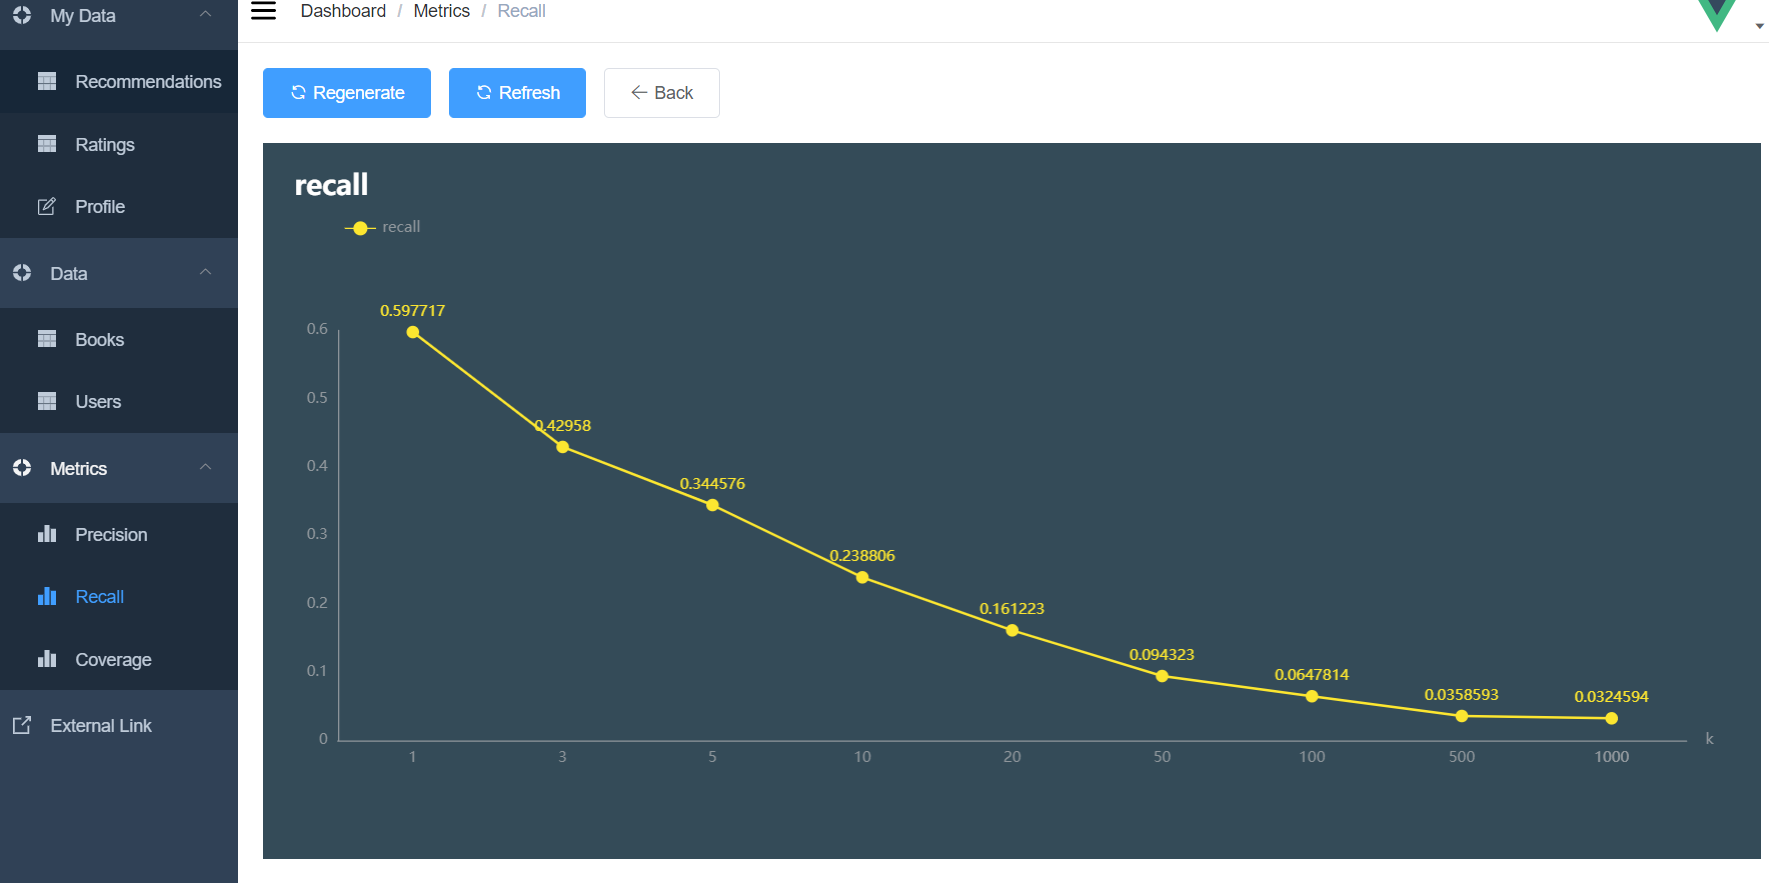 My Data
Recommendations
Ratings
Profile
Data
Books
Users
Metrics
Precision
Recall
Coverage
External Link
Dashboard / Metrics / Recall
Regenerate Refresh Back
recall
recall
0.597717
0.42958
0.344576
0.238806
0.161223
0.094323
0.0647814
0.0358593
0.0324594
0.6
0.5
0.4
0.3
0.2
0.1
0
1 3 5 10 20 50 100 500 1000
k